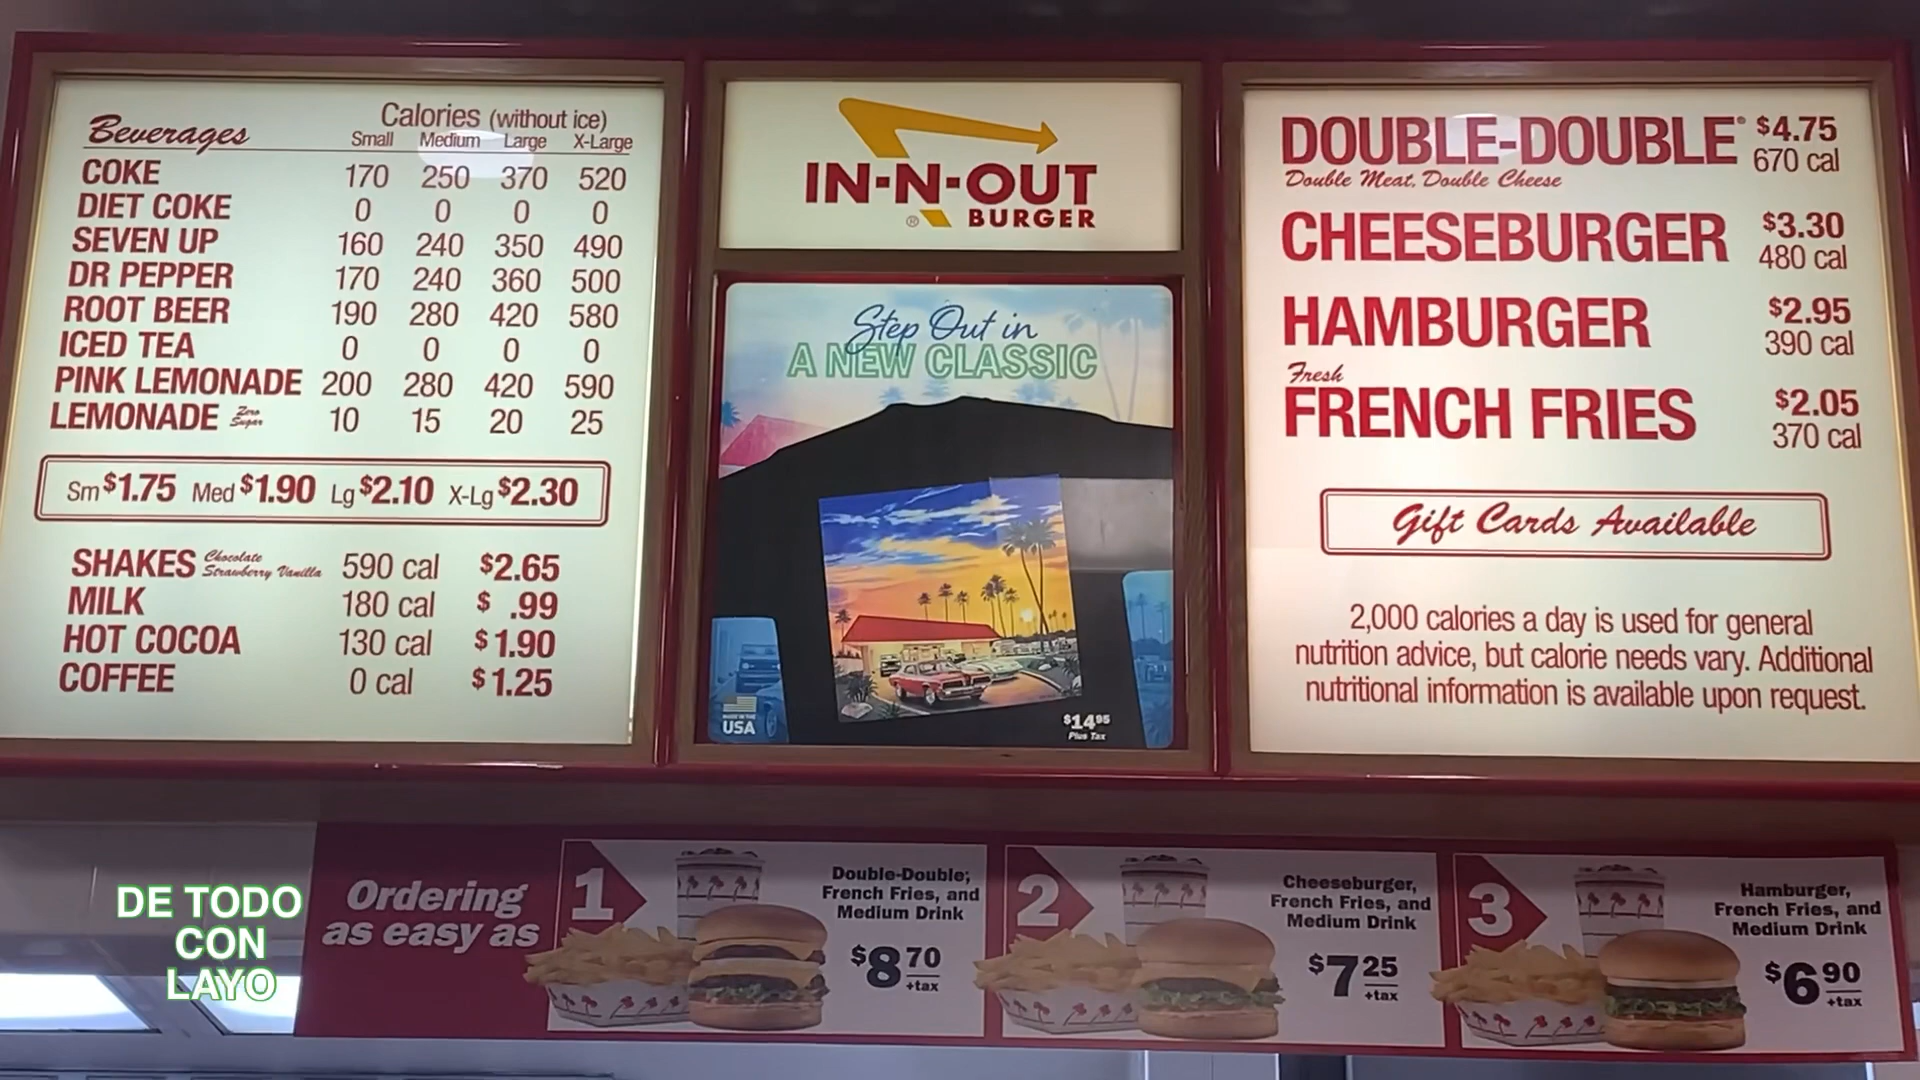 Beverages Calories (without ice)
Small Medium Large X-Large
COKE 170 250 370 520
DIET COKE 0 0 0 0
SEVEN UP 160 240 350 490
DR PEPPER 170 240 360 500
ROOT BEER 190 280 420 580
ICED TEA 0 0 0 0
PINK LEMONADE 200 280 420 590
LEMONADE Zero Sugar 10 15 20 25
Sm $1.75 Med $1.90 Lg $2.10 X-Lg $2.30
SHAKES Chocolate Strawberry Vanilla 590 cal $2.65
MILK 180 cal $ .99
HOT COCOA 130 cal $1.90
COFFEE 0 cal $1.25
IN-N-OUT
® BURGER
Step Out in
A NEW CLASSIC
MADE IN THE
USA
$14.95
Plus Tax
DOUBLE-DOUBLE® $4.75
Double Meat, Double Cheese 670 cal
CHEESEBURGER $3.30
480 cal
HAMBURGER $2.95
390 cal
Fresh
FRENCH FRIES $2.05
370 cal
Gift Cards Available
2,000 calories a day is used for general
nutrition advice, but calorie needs vary. Additional
nutritional information is available upon request.
Ordering
as easy as
1
Double-Double,
French Fries, and
Medium Drink
$8.70
+tax
2
Cheeseburger,
French Fries, and
Medium Drink
$7.25
+tax
3
Hamburger,
French Fries, and
Medium Drink
$6.90
+tax
DE TODO
CON
LAYO